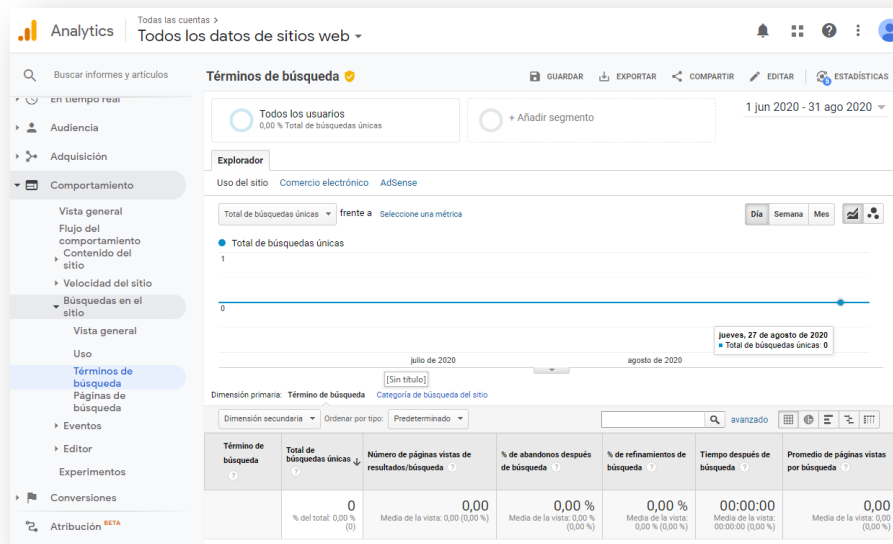 Analytics
Todas las cuentas >
Todos los datos de sitios web
Buscar informes y artículos
En tiempo real
Audiencia
Adquisición
Comportamiento
Vista general
Flujo del
comportamiento
Contenido del
sitio
Velocidad del sitio
Búsquedas en el
sitio
Vista general
Uso
Términos de
búsqueda
Páginas de
búsqueda
Eventos
Editor
Experimentos
Conversiones
Atribución BETA
Términos de búsqueda
GUARDAR EXPORTAR COMPARTIR EDITAR ESTADÍSTICAS
Todos los usuarios
0,00 % Total de búsquedas únicas
+ Añadir segmento
1 jun 2020 - 31 ago 2020
Explorador
Uso del sitio Comercio electrónico AdSense
Total de búsquedas únicas frente a Seleccione una métrica
Día Semana Mes
Total de búsquedas únicas
1
0
jueves, 27 de agosto de 2020
Total de búsquedas únicas: 0
julio de 2020 agosto de 2020
[Sin título]
Dimensión primaria: Término de búsqueda Categoría de búsqueda del sitio
Dimensión secundaria Ordenar por tipo: Predeterminado avanzado
Término de
búsqueda ?
Total de
búsquedas únicas
?
Número de páginas vistas de
resultados/búsqueda ?
% de abandonos después
de búsqueda ?
% de refinamientos de
búsqueda ?
Tiempo después de
búsqueda ?
Promedio de páginas vistas
por búsqueda ?
0
% del total: 0,00 %
(0)
0,00
Media de la vista: 0,00 (0,00 %)
0,00 %
Media de la vista: 0,00 %
(0,00 %)
0,00 %
Media de la vista:
0,00 % (0,00 %)
00:00:00
Media de la vista:
00:00:00 (0,00 %)
0,00
Media de la vista: 0,00
(0,00 %)